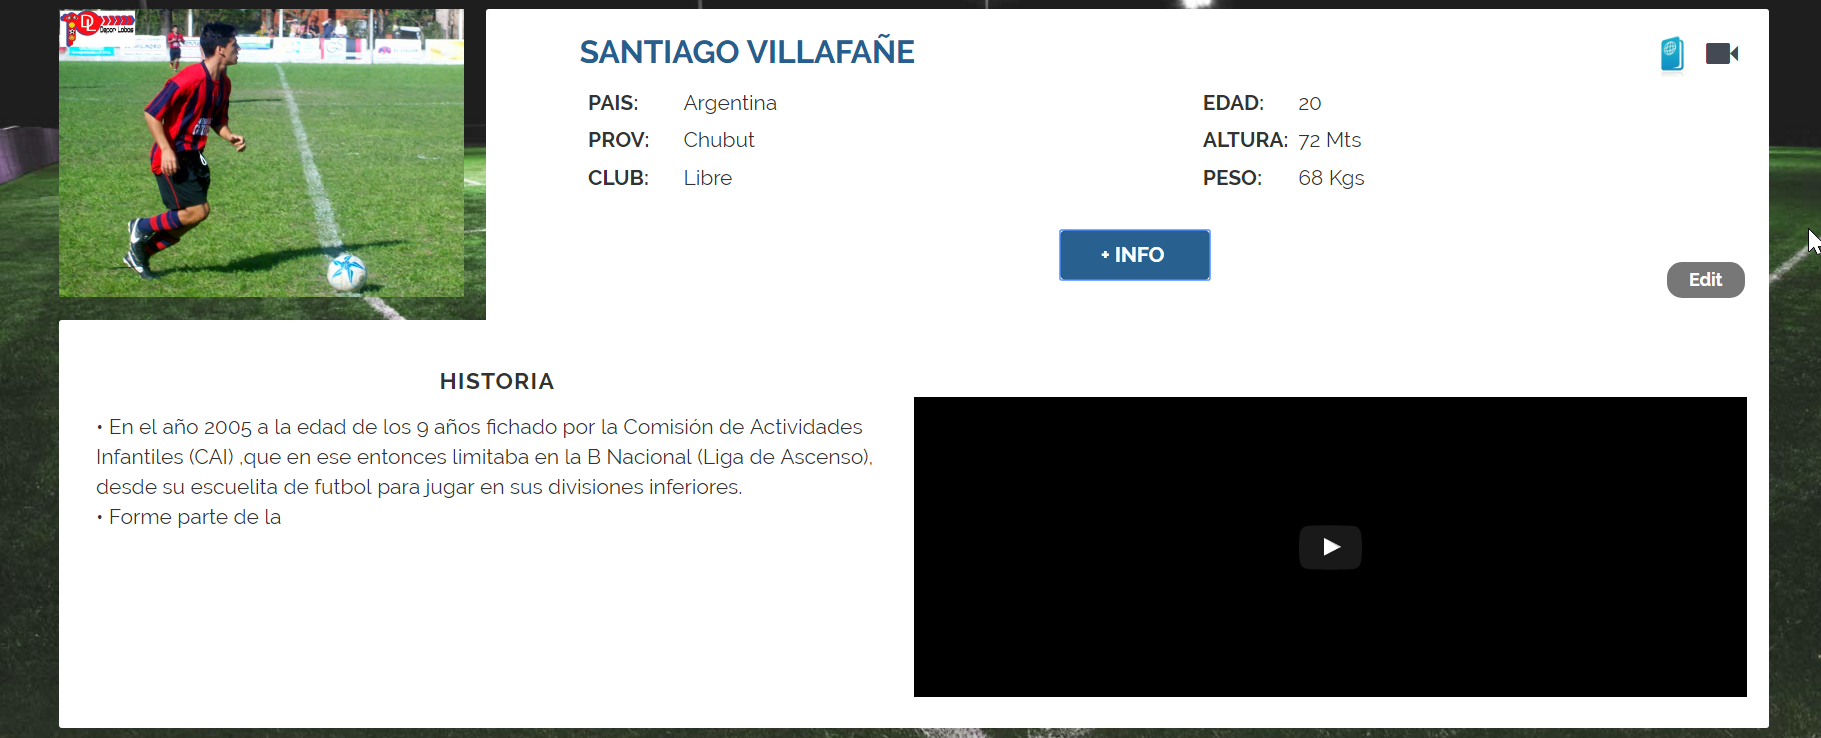 DL
Depor Lobos
SANTIAGO VILLAFAÑE
PAIS: Argentina
PROV: Chubut
CLUB: Libre
EDAD: 20
ALTURA: 72 Mts
PESO: 68 Kgs
+ INFO
Edit
HISTORIA
• En el año 2005 a la edad de los 9 años fichado por la Comisión de Actividades
Infantiles (CAI) ,que en ese entonces limitaba en la B Nacional (Liga de Ascenso),
desde su escuelita de futbol para jugar en sus divisiones inferiores.
• Forme parte de la